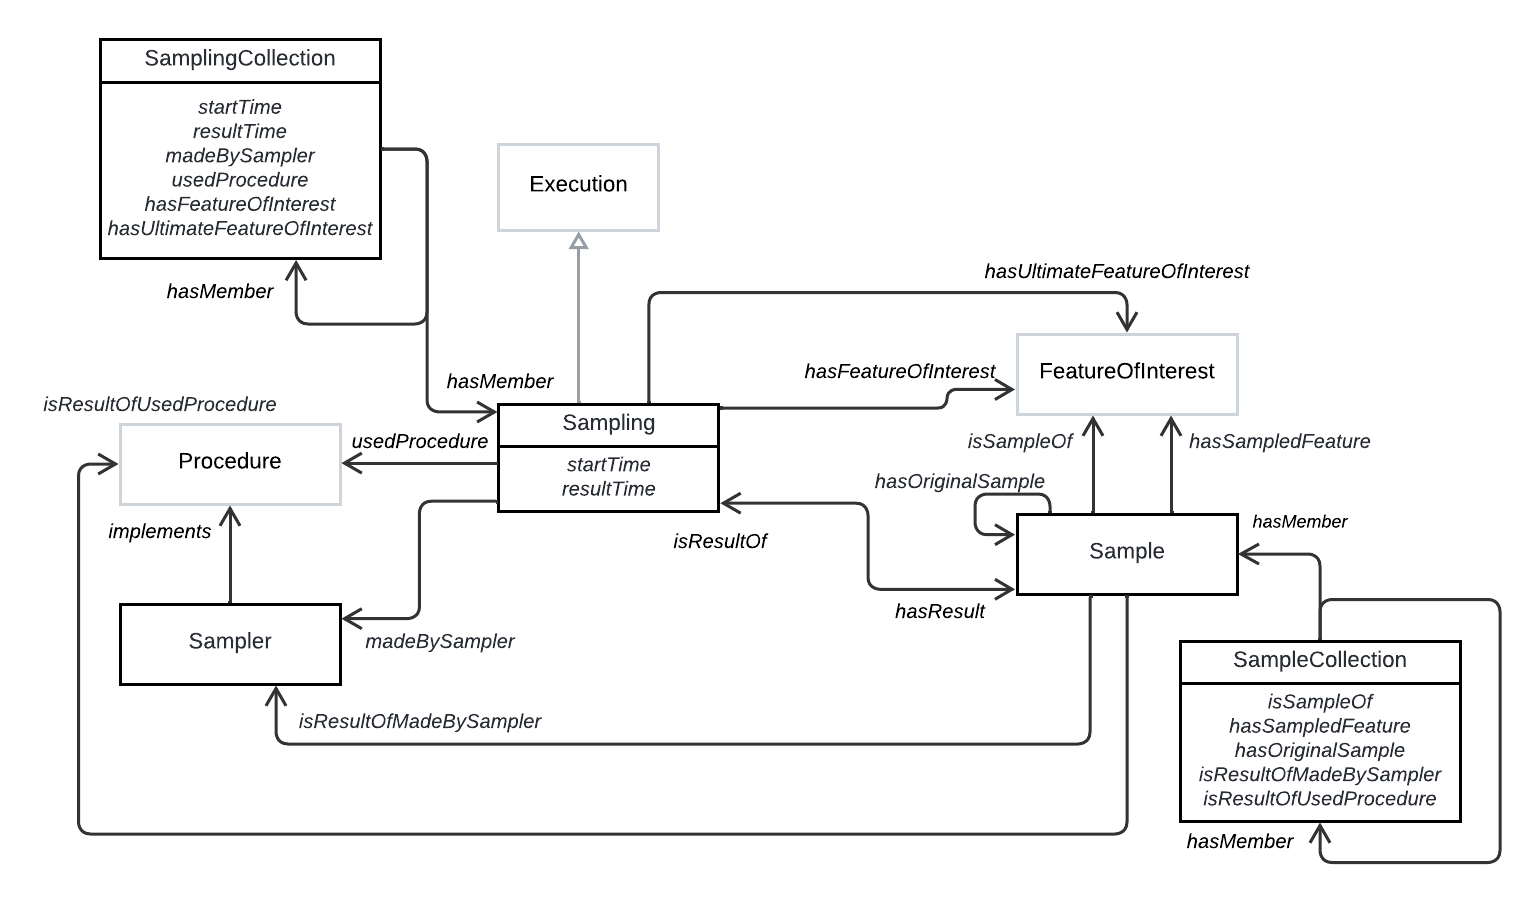 SamplingCollection
startTime
resultTime
madeBySampler
usedProcedure
hasFeatureOfInterest
hasUltimateFeatureOfInterest
hasMember
Execution
hasUltimateFeatureOfInterest
hasFeatureOfInterest
FeatureOfInterest
hasMember
isResultOfUsedProcedure
Procedure
usedProcedure
Sampling
startTime
resultTime
isSampleOf
hasSampledFeature
hasOriginalSample
implements
isResultOf
hasMember
Sample
hasResult
Sampler
madeBySampler
isResultOfMadeBySampler
SampleCollection
isSampleOf
hasSampledFeature
hasOriginalSample
isResultOfMadeBySampler
isResultOfUsedProcedure
hasMember